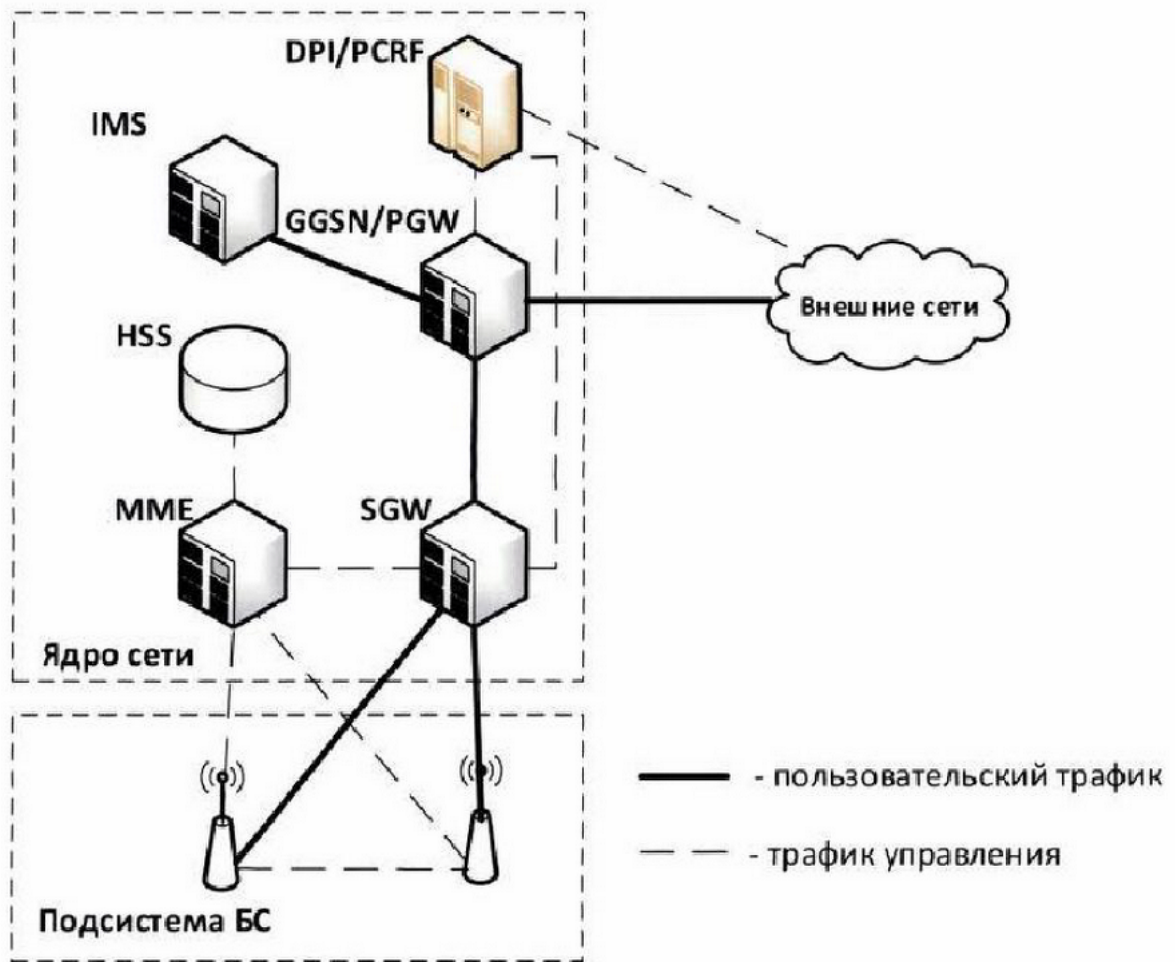 DPI/PCRF
IMS
GGSN/PGW
Внешние сети
HSS
MME
SGW
Ядро сети
- пользовательский трафик
- трафик управления
Подсистема БС